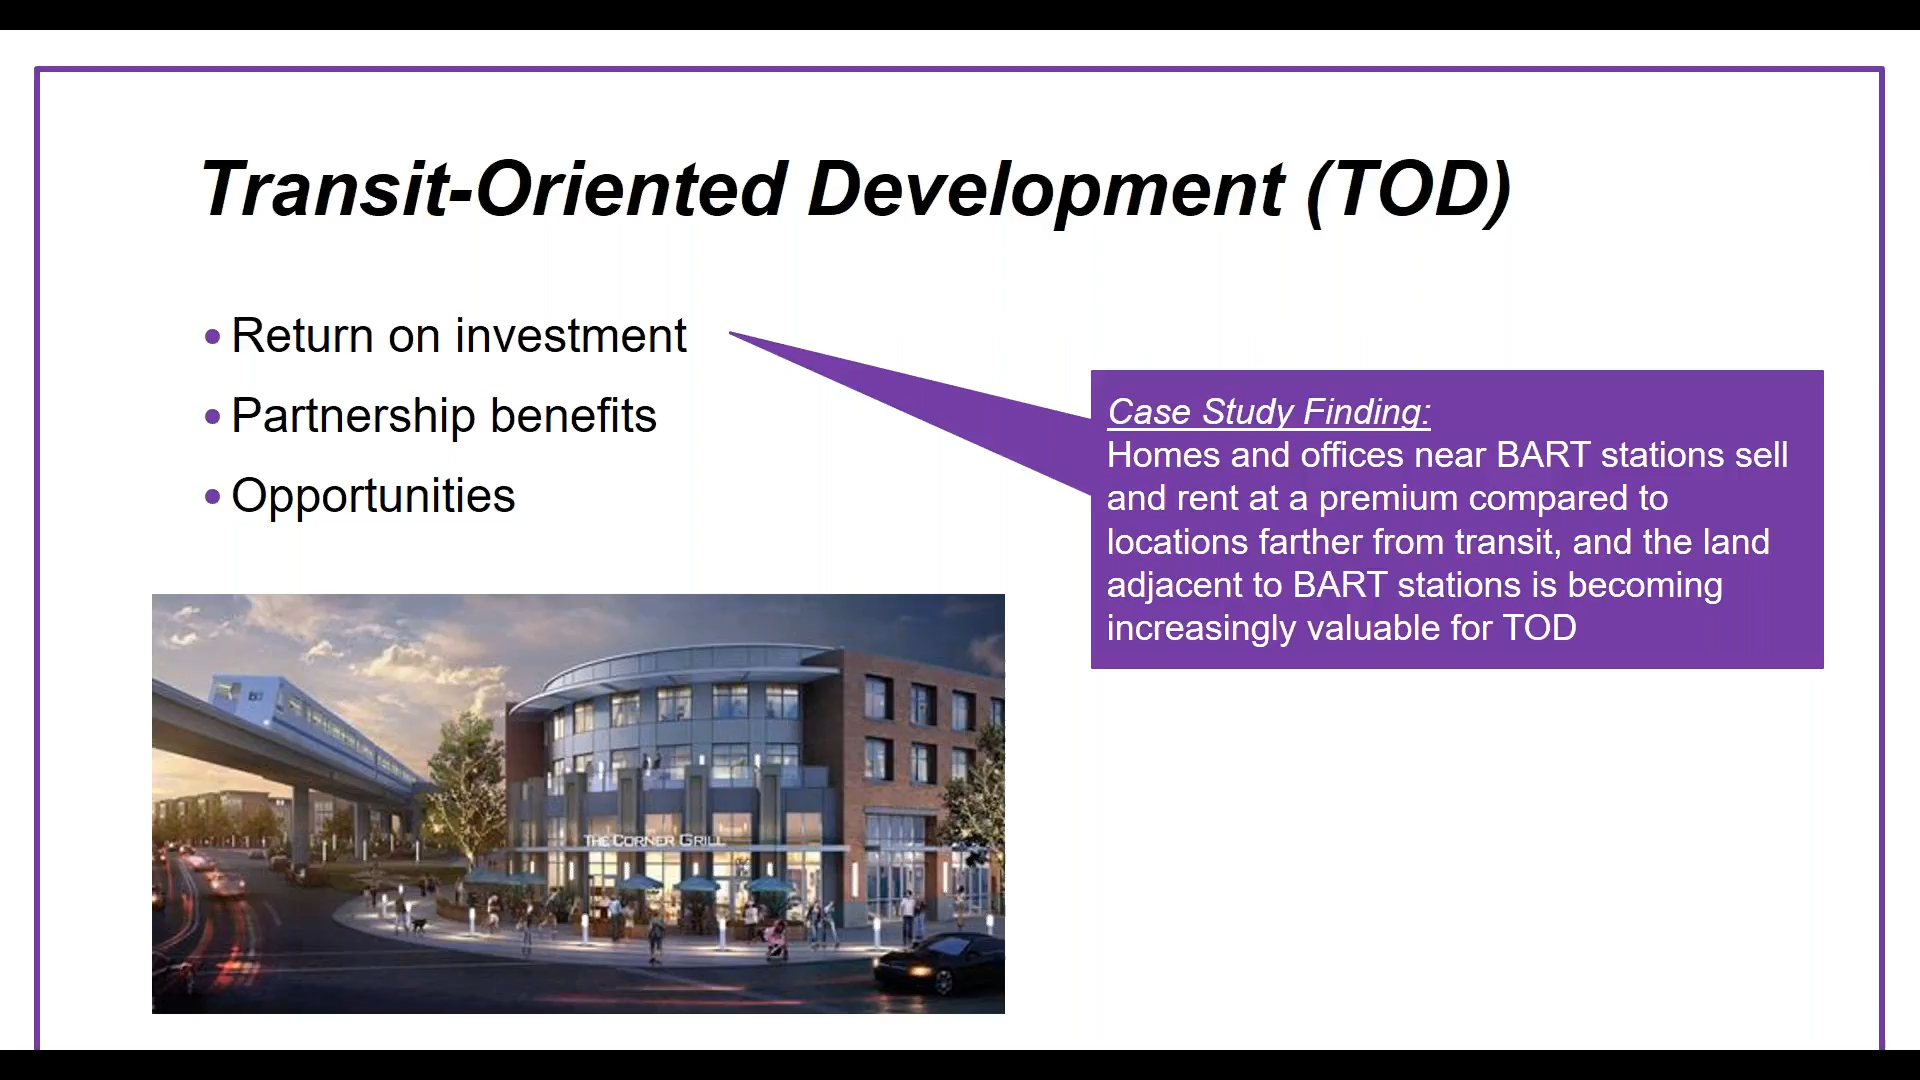 Transit-Oriented Development (TOD)
• Return on investment
• Partnership benefits
• Opportunities
Case Study Finding:
Homes and offices near BART stations sell
and rent at a premium compared to
locations farther from transit, and the land
adjacent to BART stations is becoming
increasingly valuable for TOD
THE CORNER GRILL